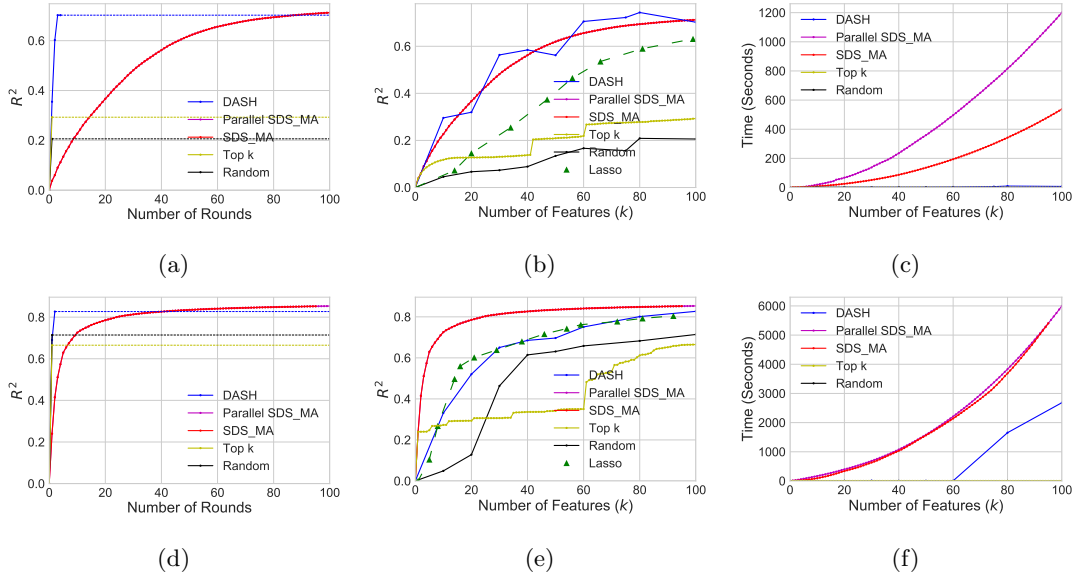 0.0
0.2
0.4
0.6
R²
0
20
40
60
80
100
Number of Rounds
DASH
Parallel SDS_MA
SDS_MA
Top k
Random
(a)
0.0
0.2
0.4
0.6
R²
0
20
40
60
80
100
Number of Features (k)
DASH
Parallel SDS_MA
SDS_MA
Top k
Random
Lasso
(b)
0
200
400
600
800
1000
1200
Time (Seconds)
0
20
40
60
80
100
Number of Features (k)
DASH
Parallel SDS_MA
SDS_MA
Top k
Random
(c)
0.0
0.2
0.4
0.6
0.8
R²
0
20
40
60
80
100
Number of Rounds
DASH
Parallel SDS_MA
SDS_MA
Top k
Random
(d)
0.0
0.2
0.4
0.6
0.8
R²
0
20
40
60
80
100
Number of Features (k)
DASH
Parallel SDS_MA
SDS_MA
Top k
Random
Lasso
(e)
0
1000
2000
3000
4000
5000
6000
Time (Seconds)
0
20
40
60
80
100
Number of Features (k)
DASH
Parallel SDS_MA
SDS_MA
Top k
Random
(f)